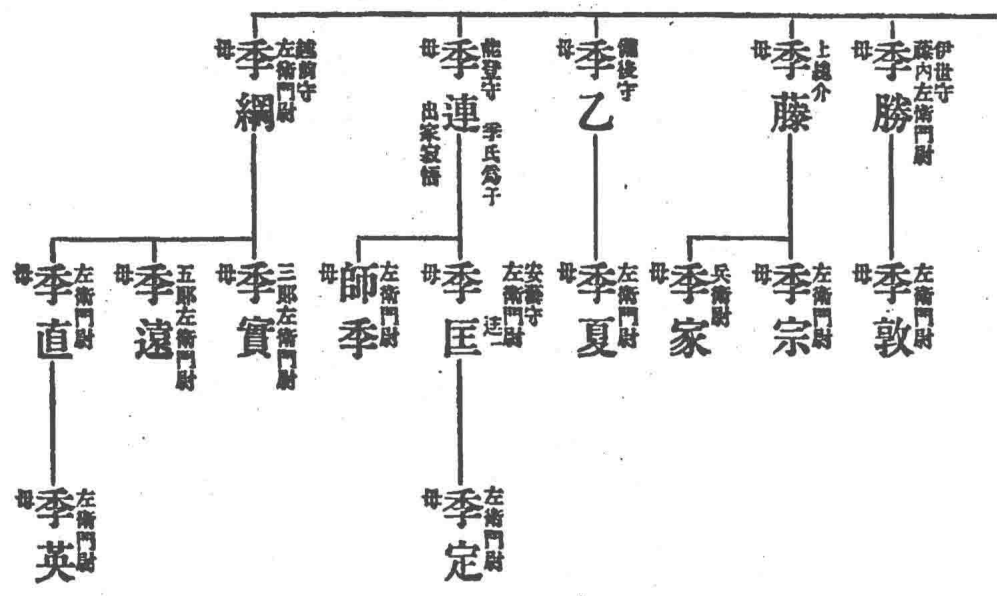 伊世守
藤内左衛門尉
季勝
母
上總介
季藤
母
備後守
季乙
母
能登守 季氏爲子
季連
出家寂悟
母
越前守
左衛門尉
季綱
母
左衛門尉
季敦
母
左衛門尉
季宗
母
兵衛尉
季家
母
左衛門尉
季夏
母
安藝守
左衛門尉
季匡
母
左衛門尉
師季
母
三郎左衛門尉
季實
母
五郎左衛門尉
季遠
母
左衛門尉
季直
母
左衛門尉
季定
母
左衛門尉
季英
母